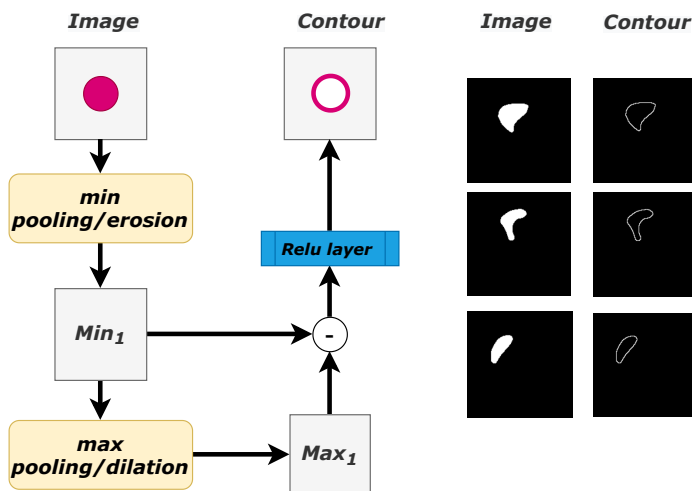 Image
Contour
Image
Contour
min
pooling/erosion
Relu layer
Min1
-
max
pooling/dilation
Max1